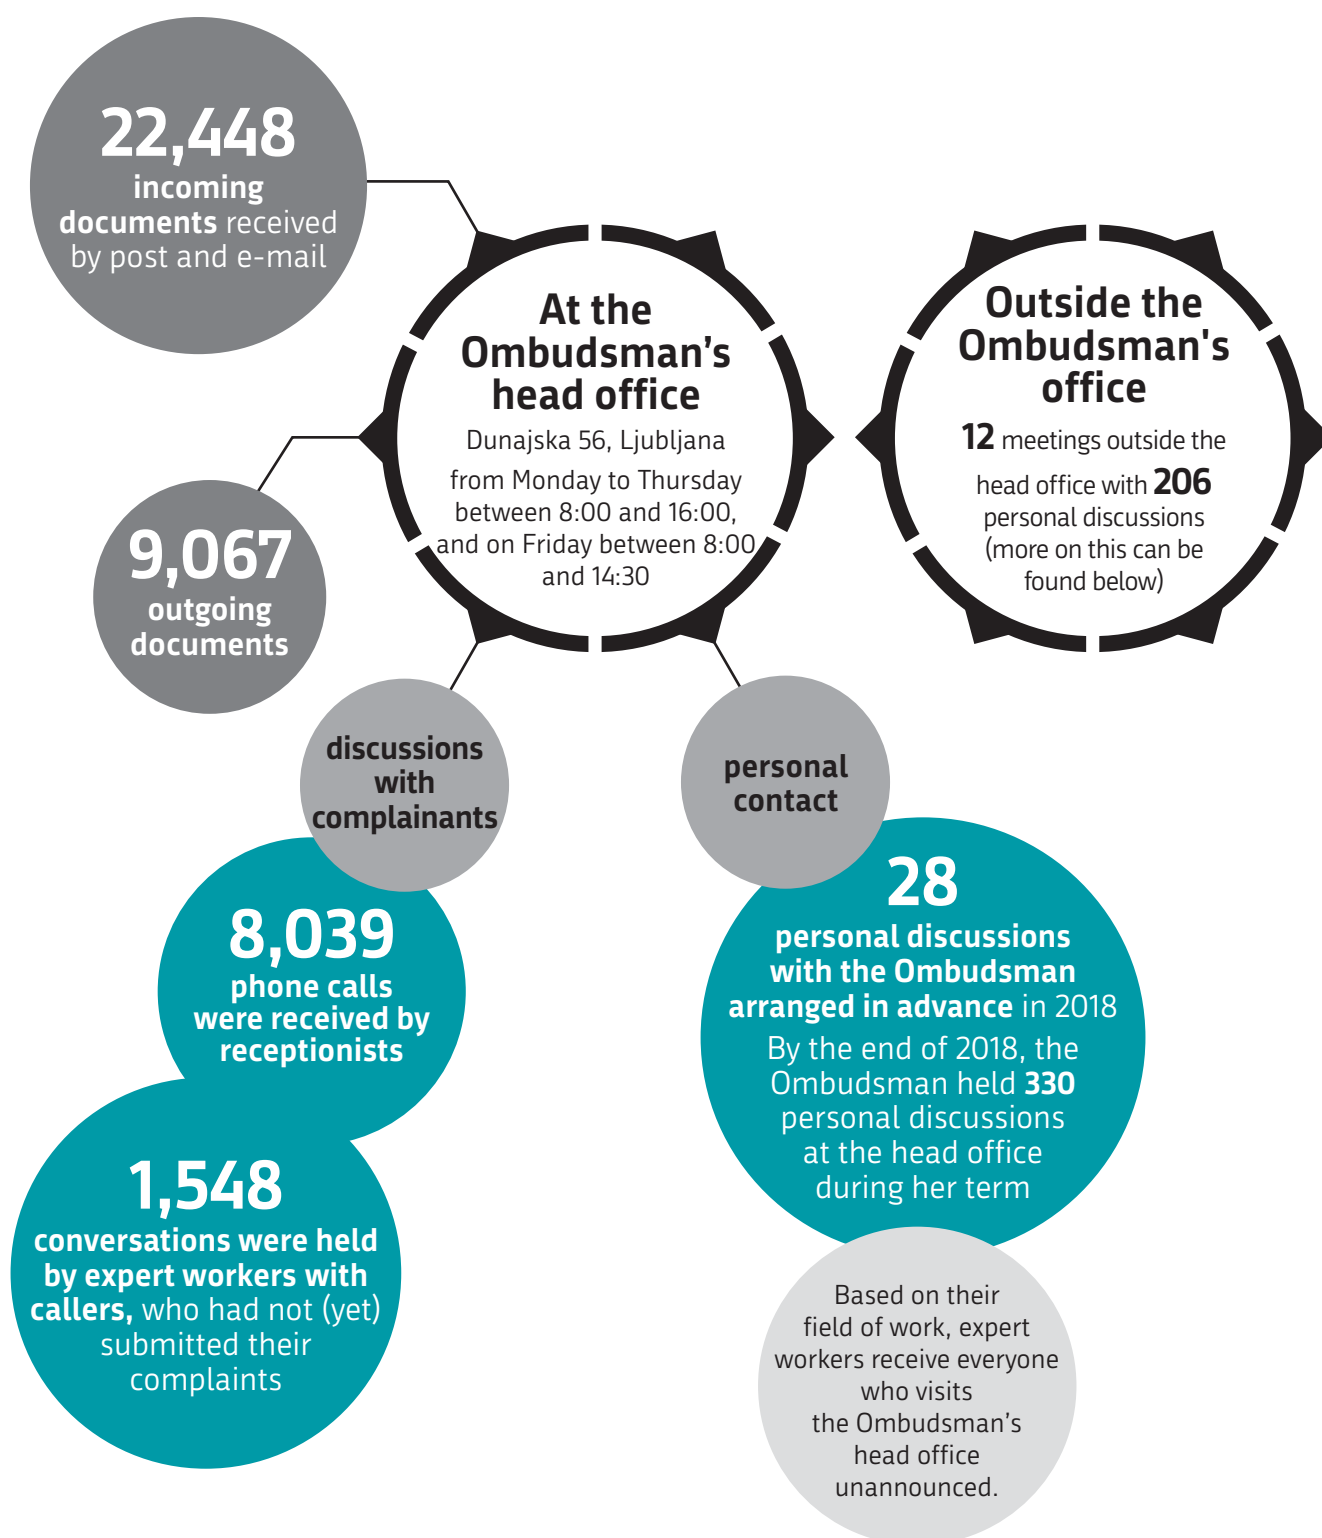 22,448
incoming
documents received
by post and e-mail
At the
Ombudsman’s
head office
Dunajska 56, Ljubljana
from Monday to Thursday
between 8:00 and 16:00,
and on Friday between 8:00
and 14:30
Outside the
Ombudsman's
office
12 meetings outside the
head office with 206
personal discussions
(more on this can be
found below)
9,067
outgoing
documents
discussions
with
complainants
8,039
phone calls
were received by
receptionists
1,548
conversations were held
by expert workers with
callers, who had not (yet)
submitted their
complaints
personal
contact
28
personal discussions
with the Ombudsman
arranged in advance in 2018
By the end of 2018, the
Ombudsman held 330
personal discussions
at the head office
during her term
Based on their
field of work, expert
workers receive everyone
who visits
the Ombudsman’s
head office
unannounced.